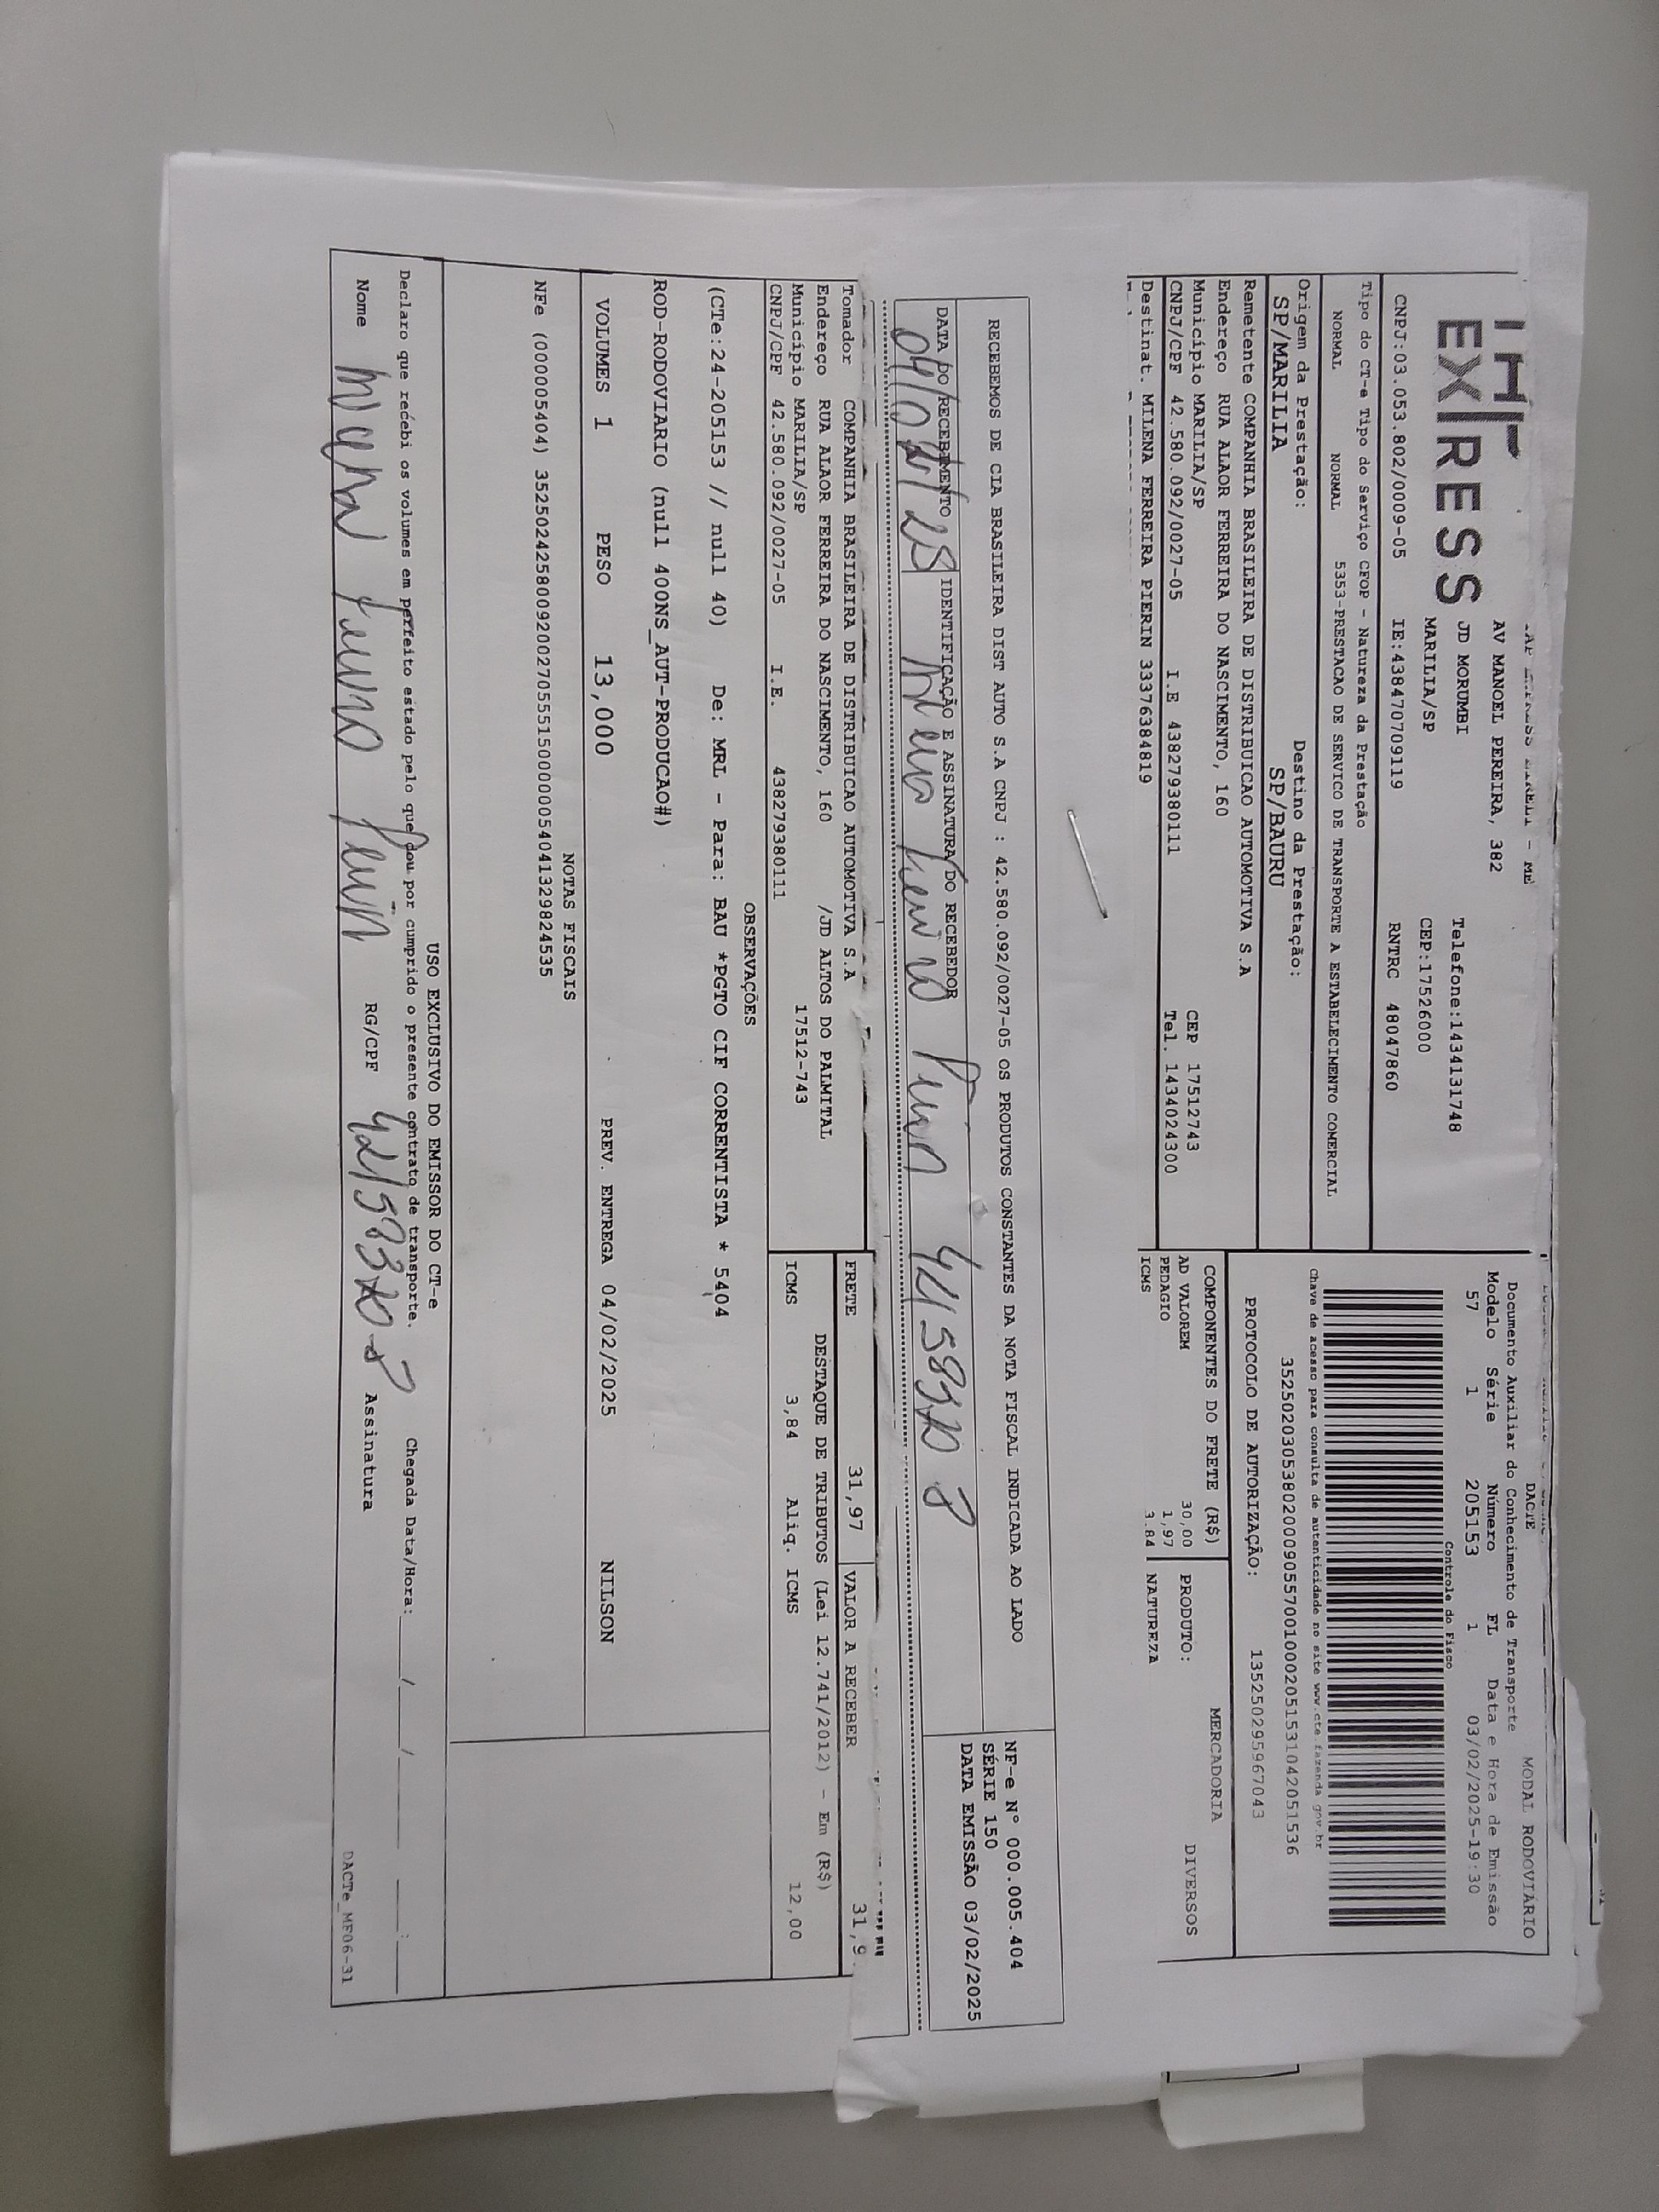 EXPRESS
AV MANOEL PEREIRA, 382
JD MORUMBI Telefone:1434131748
MARILIA/SP CEP:17526000
CNPJ:03.053.802/0009-05 IE:438470709119 RNTRC 48047860
Tipo do CT-e Tipo do Serviço CFOP - Natureza da Prestação
NORMAL NORMAL 5353-PRESTACAO DE SERVICO DE TRANSPORTE A ESTABELECIMENTO COMERCIAL
Origem da Prestação: Destino da Prestação:
SP/MARILIA SP/BAURU
Remetente COMPANHIA BRASILEIRA DE DISTRIBUICAO AUTOMOTIVA S.A
Endereço RUA ALAOR FERREIRA DO NASCIMENTO, 160
Município MARILIA/SP CEP 17512743
CNPJ/CPF 42.580.092/0027-05 I.E 438279380111 Tel. 1434024300
Destinat. MILENA FERREIRA PIERIN 33376384819
DACTE MODAL RODOVIÁRIO
Documento Auxiliar do Conhecimento de Transporte
Modelo Série Número FL Data e Hora de Emissão
57 1 205153 1 03/02/2025-19:30
Controle do Fisco
Chave de acesso para consulta de autenticidade no site www.cte.fazenda.gov.br
35250203053802000905570010002051531042051536
PROTOCOLO DE AUTORIZAÇÃO: 135250295967043
COMPONENTES DO FRETE (R$) MERCADORIA
AD VALOREM 30,00 PRODUTO: DIVERSOS
PEDAGIO 1,97
ICMS 3.84 NATUREZA
RECEBEMOS DE CIA BRASILEIRA DIST AUTO S.A CNPJ : 42.580.092/0027-05 OS PRODUTOS CONSTANTES DA NOTA FISCAL INDICADA AO LADO
DATA DO RECEBIMENTO IDENTIFICAÇÃO E ASSINATURA DO RECEBEDOR
NF-e N° 000.005.404
SÉRIE 150
DATA EMISSÃO 03/02/2025
Tomador COMPANHIA BRASILEIRA DE DISTRIBUICAO AUTOMOTIVA S.A
Endereço RUA ALAOR FERREIRA DO NASCIMENTO, 160 /JD ALTOS DO PALMITAL
Município MARILIA/SP 17512-743
CNPJ/CPF 42.580.092/0027-05 I.E. 438279380111
FRETE 31,97 VALOR A RECEBER 31,9
DESTAQUE DE TRIBUTOS (Lei 12.741/2012) - Em (R$)
ICMS 3,84 Aliq. ICMS 12,00
OBSERVAÇÕES
(CTe:24-205153 // null 40) De: MRL - Para: BAU *PGTO CIF CORRENTISTA * 5404
ROD-RODOVIARIO (null 400NS_AUT-PRODUCAO#)
VOLUMES 1 PESO 13,000 PREV. ENTREGA 04/02/2025 NILSON
NOTAS FISCAIS
NFe (000005404) 35250242580092002705551500000054041329824535
USO EXCLUSIVO DO EMISSOR DO CT-e
Declaro que recebi os volumes em perfeito estado pelo que dou por cumprido o presente contrato de transporte. Chegada Data/Hora:___/___/___ ___:___
Nome RG/CPF Assinatura
DACTe_MF06-31